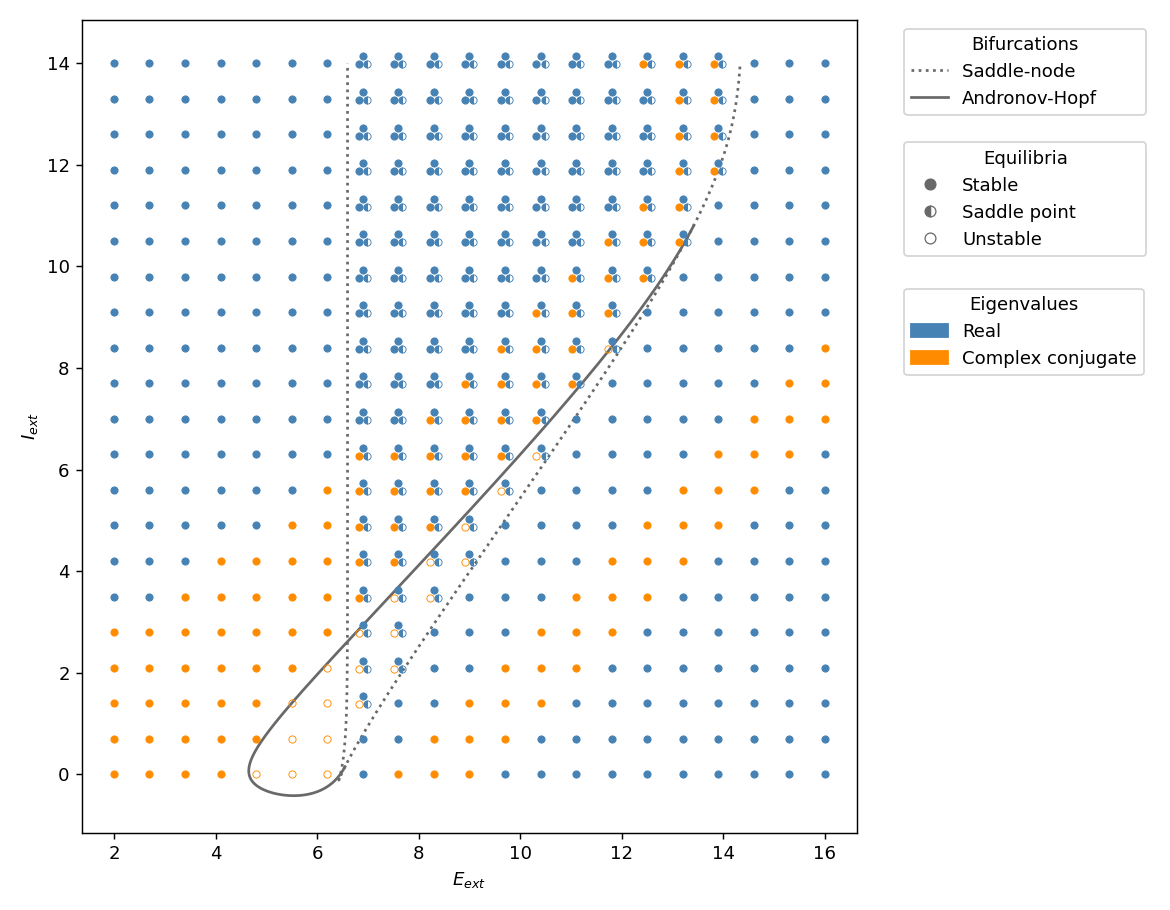 14
12
10
8
6
4
2
0
I_ext
2
4
6
8
10
12
14
16
E_ext
Bifurcations
Saddle-node
Andronov-Hopf
Equilibria
Stable
Saddle point
Unstable
Eigenvalues
Real
Complex conjugate